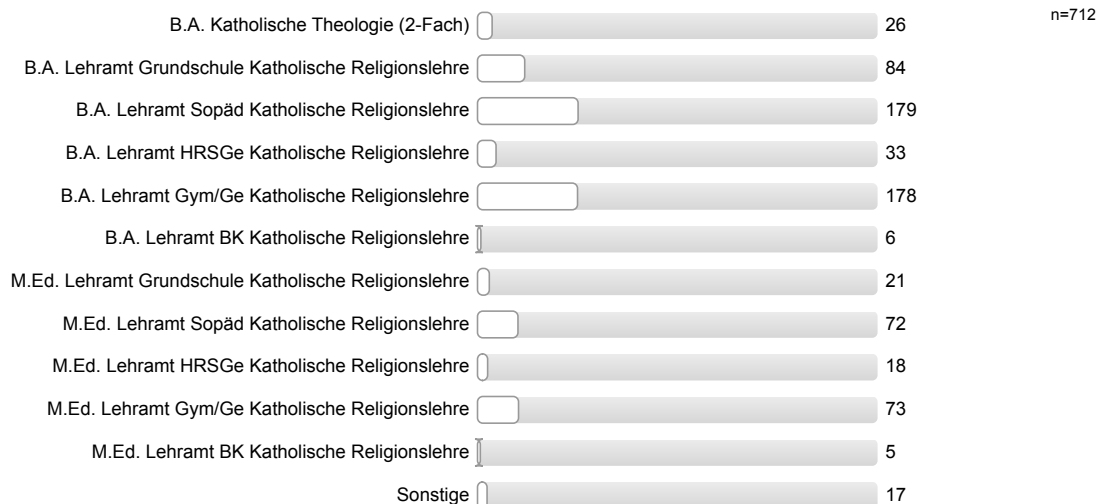 B.A. Katholische Theologie (2-Fach) 26 n=712
B.A. Lehramt Grundschule Katholische Religionslehre 84
B.A. Lehramt Sopäd Katholische Religionslehre 179
B.A. Lehramt HRSGe Katholische Religionslehre 33
B.A. Lehramt Gym/Ge Katholische Religionslehre 178
B.A. Lehramt BK Katholische Religionslehre 6
M.Ed. Lehramt Grundschule Katholische Religionslehre 21
M.Ed. Lehramt Sopäd Katholische Religionslehre 72
M.Ed. Lehramt HRSGe Katholische Religionslehre 18
M.Ed. Lehramt Gym/Ge Katholische Religionslehre 73
M.Ed. Lehramt BK Katholische Religionslehre 5
Sonstige 17